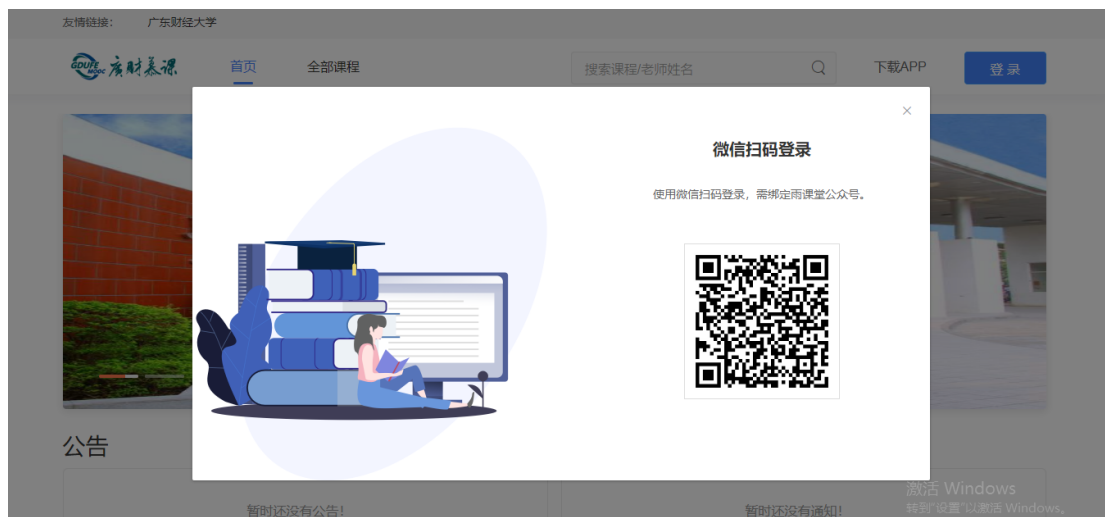 友情链接： 广东财经大学
GDUFE MOOC 广财慕课 首页 全部课程 搜索课程/老师姓名 下载APP 登 录
微信扫码登录
使用微信扫码登录，需绑定雨课堂公众号。
公告
暂时还没有公告！ 暂时还没有通知！
激活 Windows
转到"设置"以激活 Windows。